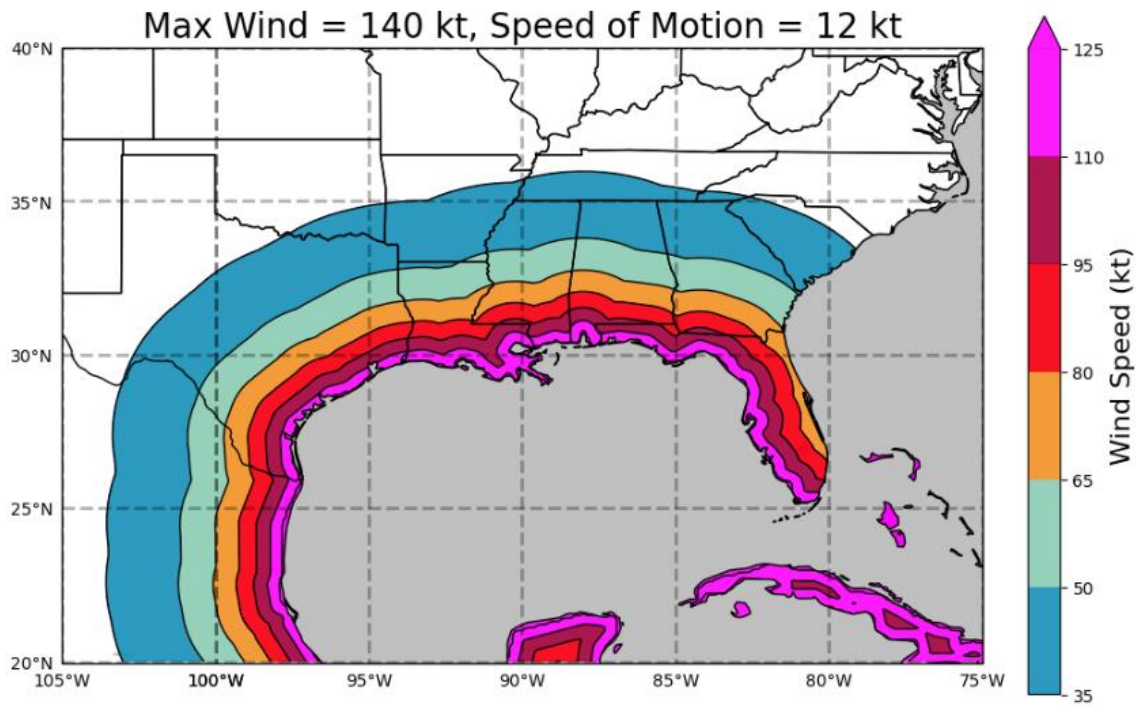 Max Wind = 140 kt, Speed of Motion = 12 kt
40°N
35°N
30°N
25°N
20°N
105°W 100°W 95°W 90°W 85°W 80°W 75°W
125
110
95
80
65
50
35
Wind Speed (kt)